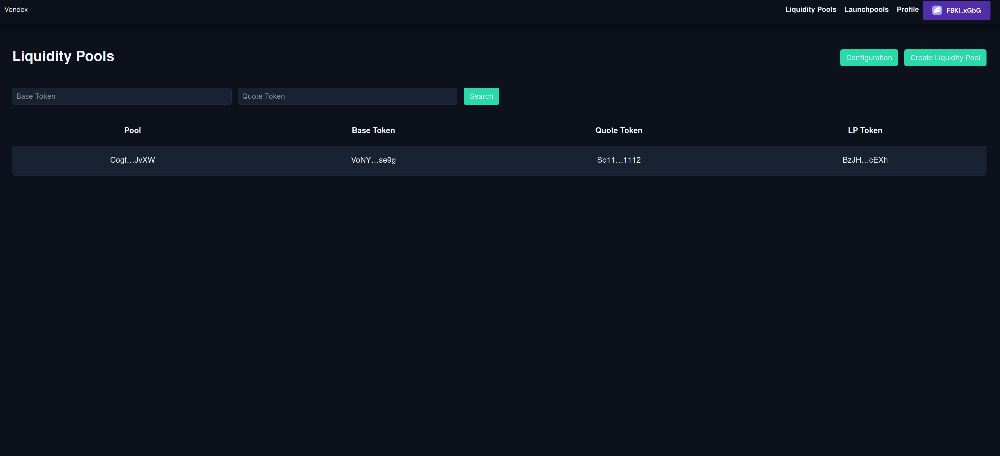 Vondex
Liquidity Pools Launchpools Profile FBKi..xGbG
Liquidity Pools
Configuration Create Liquidity Pool
Base Token Quote Token Search
Pool Base Token Quote Token LP Token
Cogf...JvXW VoNY...se9g So11...1112 BzJH...cEXh